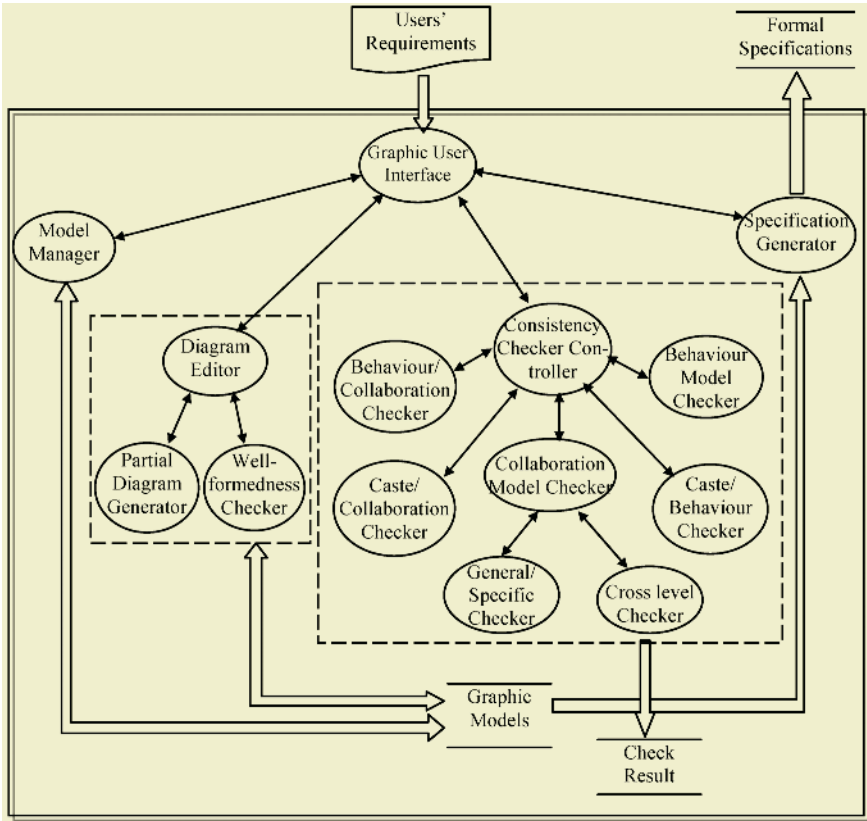 Users'
Requirements
Formal
Specifications
Graphic User
Interface
Model
Manager
Specification
Generator
Diagram
Editor
Consistency
Checker Con-
troller
Behaviour/
Collaboration
Checker
Behaviour
Model
Checker
Partial
Diagram
Generator
Well-
formedness
Checker
Caste/
Collaboration
Checker
Collaboration
Model Checker
Caste/
Behaviour
Checker
General/
Specific
Checker
Cross level
Checker
Graphic
Models
Check
Result